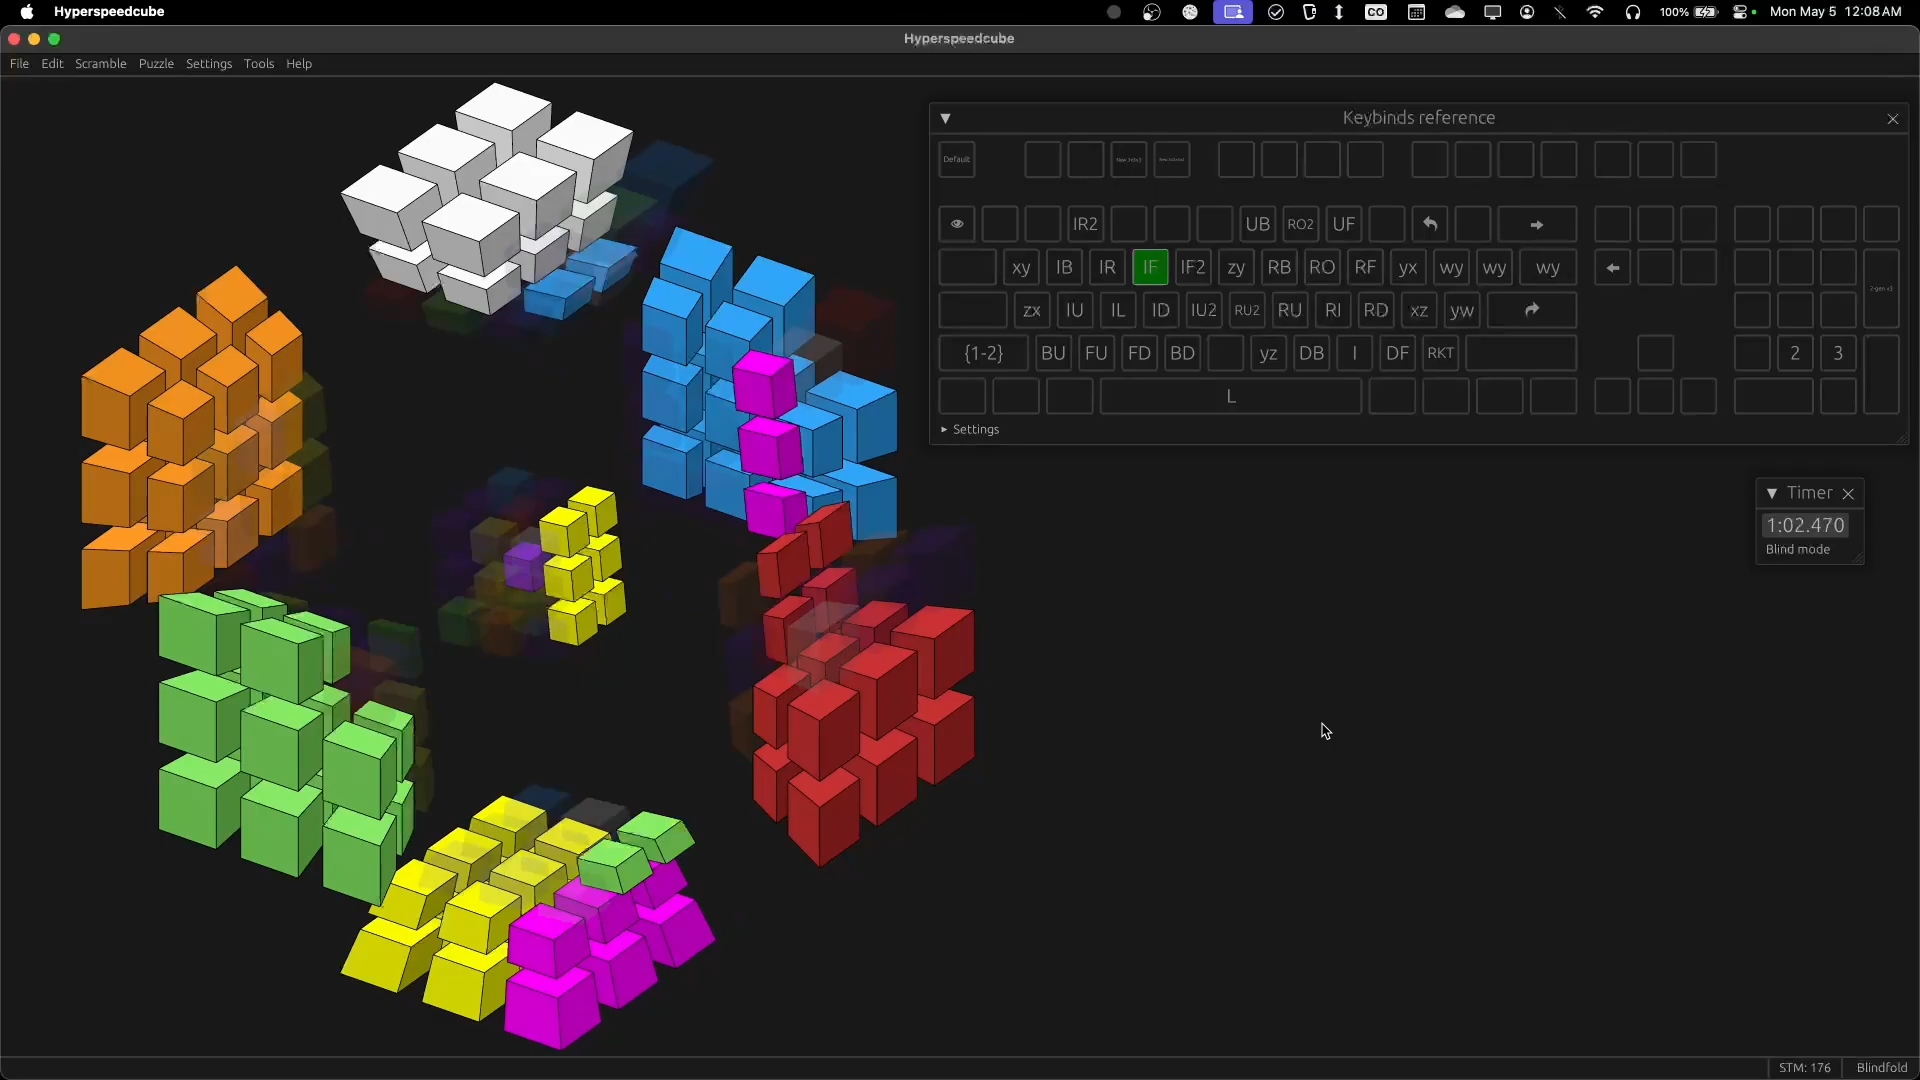 Hyperspeedcube
CO
100%
Mon May 5 12:08 AM
Hyperspeedcube
File Edit Scramble Puzzle Settings Tools Help
▼ Keybinds reference ×
Default
IR2 UB RO2 UF
xy IB IR IF IF2 zy RB RO RF yx wy wy wy
zx IU IL ID IU2 RU2 RU RI RD xz yw
{1-2} BU FU FD BD yz DB I DF RKT 2 3
L
Settings
▼ Timer ×
1:02.470
Blind mode
STM: 176 Blindfold